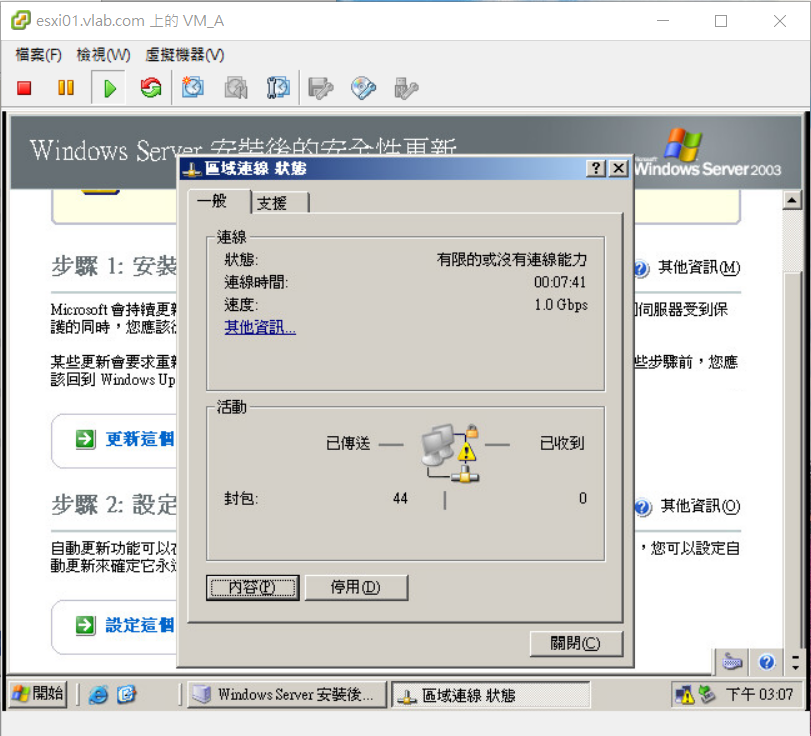 esxi01.vlab.com 上的 VM_A
檔案(F) 檢視(W) 虛擬機器(V)
Windows Server 安裝後的安全性更新
Microsoft
Windows Server 2003
區域連線 狀態
一般 支援
連線
狀態: 有限的或沒有連線能力
連線時間: 00:07:41
速度: 1.0 Gbps
其他資訊...
活動
已傳送 — — 已收到
封包: 44 | 0
內容(P) 停用(D)
關閉(C)
步驟 1: 安裝
其他資訊(M)
Microsoft 會持續更新
伺服器受到保
護的同時,您應該
某些更新會要求重新
些步驟前,您應
該回到 Windows Up
更新這個
步驟 2: 設定
其他資訊(O)
自動更新功能可以
,您可以設定自
動更新來確定它永
設定這個
開始 Windows Server 安裝後... 區域連線 狀態 下午 03:07